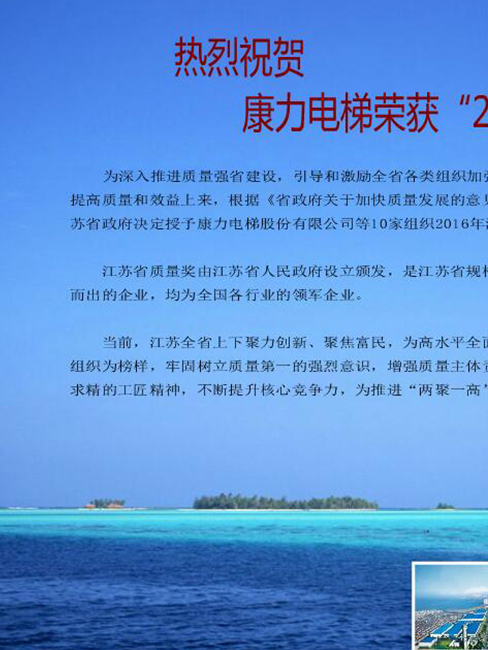 热烈祝贺
康力电梯荣获“2
为深入推进质量强省建设，引导和激励全省各类组织加强
提高质量和效益上来，根据《省政府关于加快质量发展的意见
苏省政府决定授予康力电梯股份有限公司等10家组织2016年江
江苏省质量奖由江苏省人民政府设立颁发，是江苏省规格
而出的企业，均为全国各行业的领军企业。
当前，江苏全省上下聚力创新、聚焦富民，为高水平全面
组织为榜样，牢固树立质量第一的强烈意识，增强质量主体责
求精的工匠精神，不断提升核心竞争力，为推进“两聚一高”